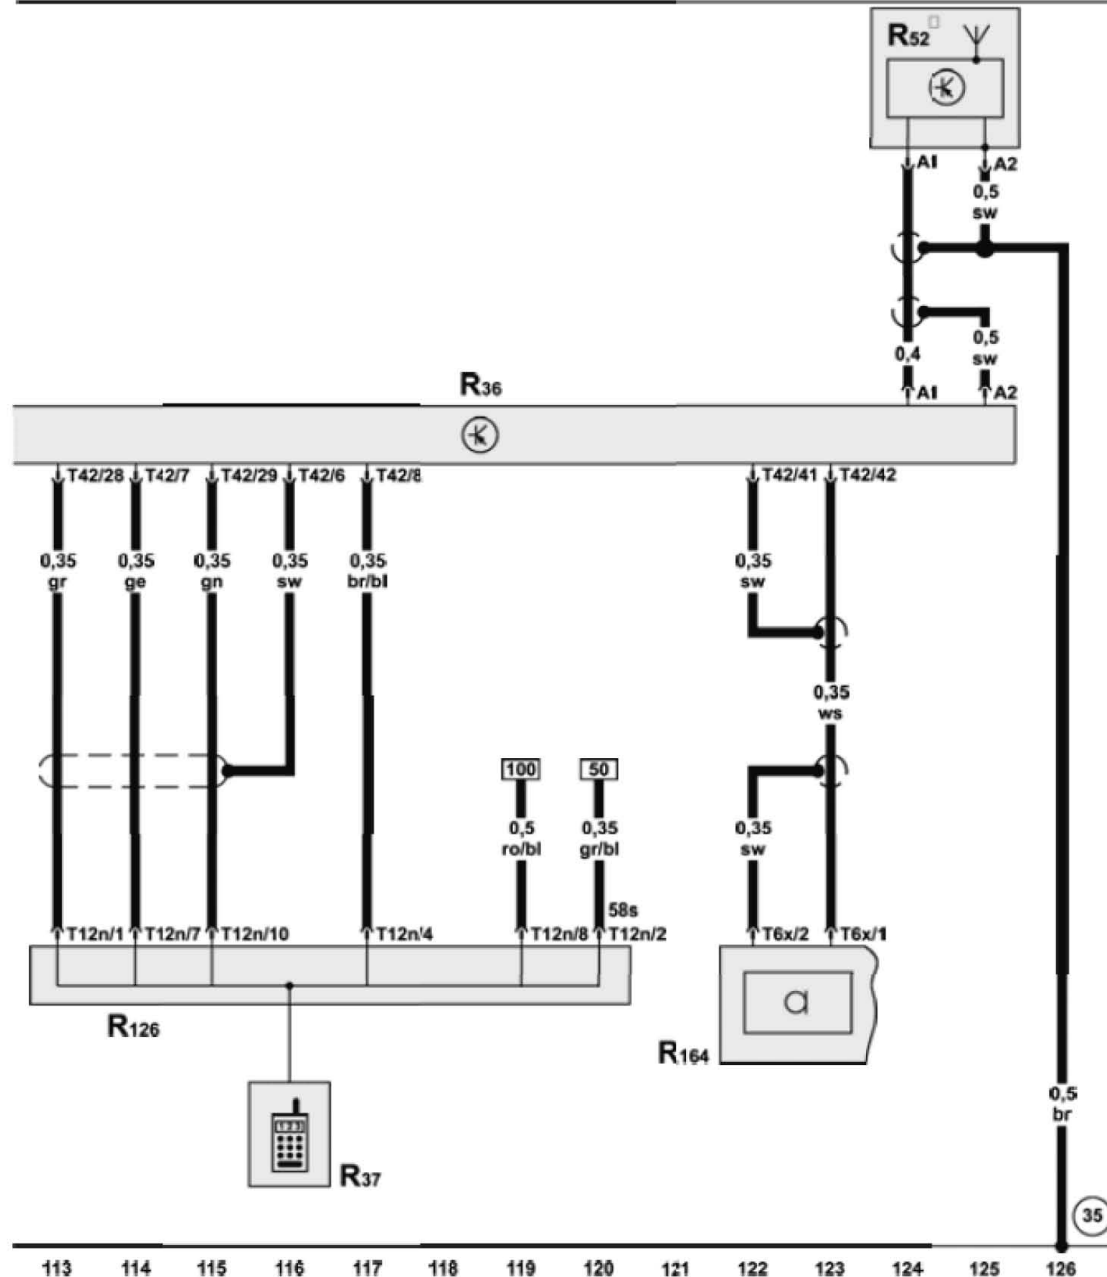 R52
A1 A2
0,5
sw
0,4
0,5
sw
R36
A1 A2
T42/28 T42/7 T42/29 T42/6 T42/8 T42/41 T42/42
0,35 0,35 0,35 0,35 0,35 0,35
gr ge gn sw br/bl sw
0,35
ws
100 50
0,5 0,35 0,35
ro/bl gr/bl sw
58s
T12n/1 T12n/7 T12n/10 T12n/4 T12n/8 T12n/2 T6x/2 T6x/1
R126
R164
0,5
br
1 2 3
R37
35
113 114 115 116 117 118 119 120 121 122 123 124 125 126